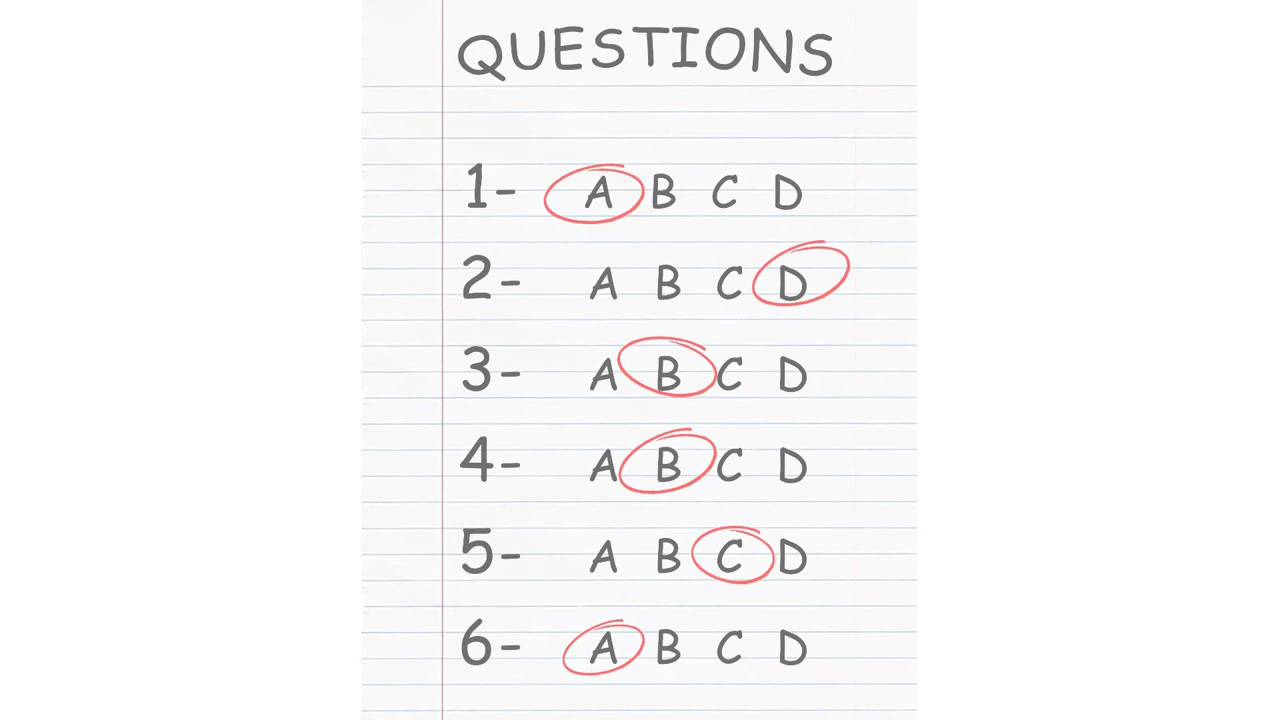 QUESTIONS
1- A B C D
2- A B C D
3- A B C D
4- A B C D
5- A B C D
6- A B C D